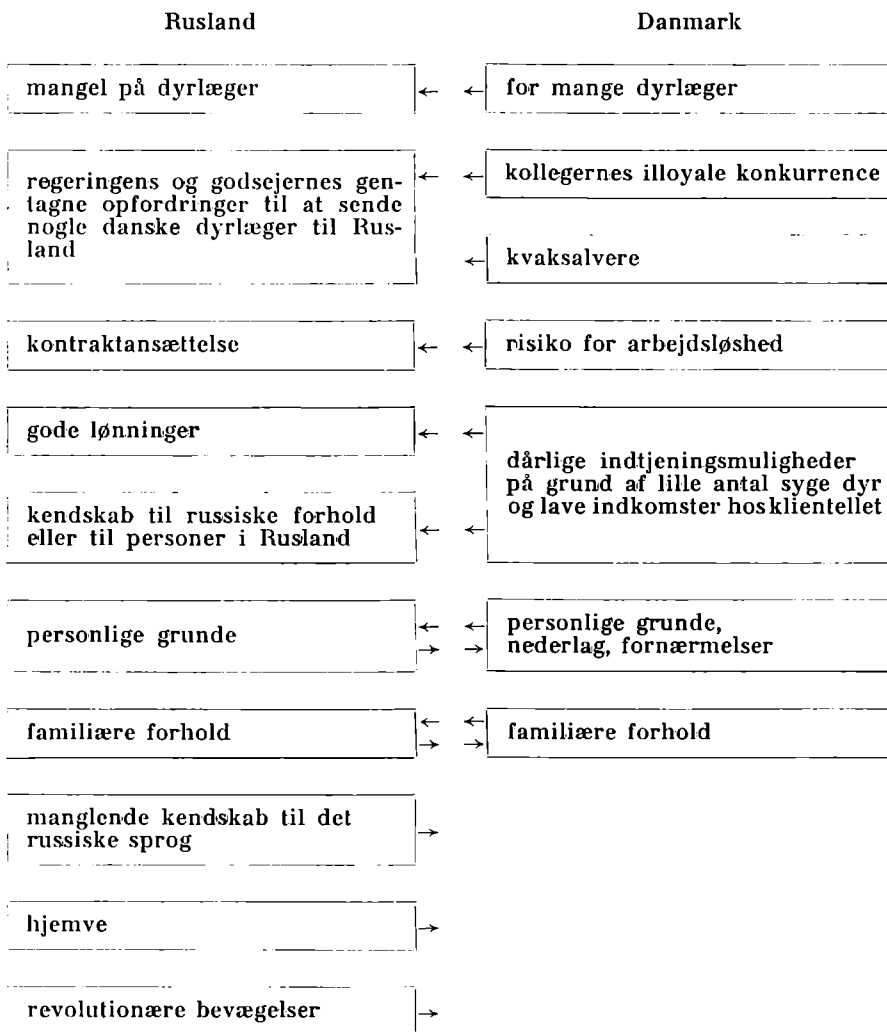 Rusland
Danmark
mangel på dyrlæger
← ←
for mange dyrlæger
regeringens og godsejernes gen-
tagne opfordringer til at sende
nogle danske dyrlæger til Rus-
land
← ←
kollegernes illoyale konkurrence
←
kvaksalvere
kontraktansættelse
← ←
risiko for arbejdsløshed
gode lønninger
← ←
dårlige indtjeningsmuligheder
på grund af lille antal syge dyr
og lave indkomster hos klientellet
kendskab til russiske forhold
eller til personer i Rusland
← ←
personlige grunde
← ←
→ →
personlige grunde,
nederlag, fornærmelser
familiære forhold
← ←
→ →
familiære forhold
manglende kendskab til det
russiske sprog
→
hjemve
→
revolutionære bevægelser
→